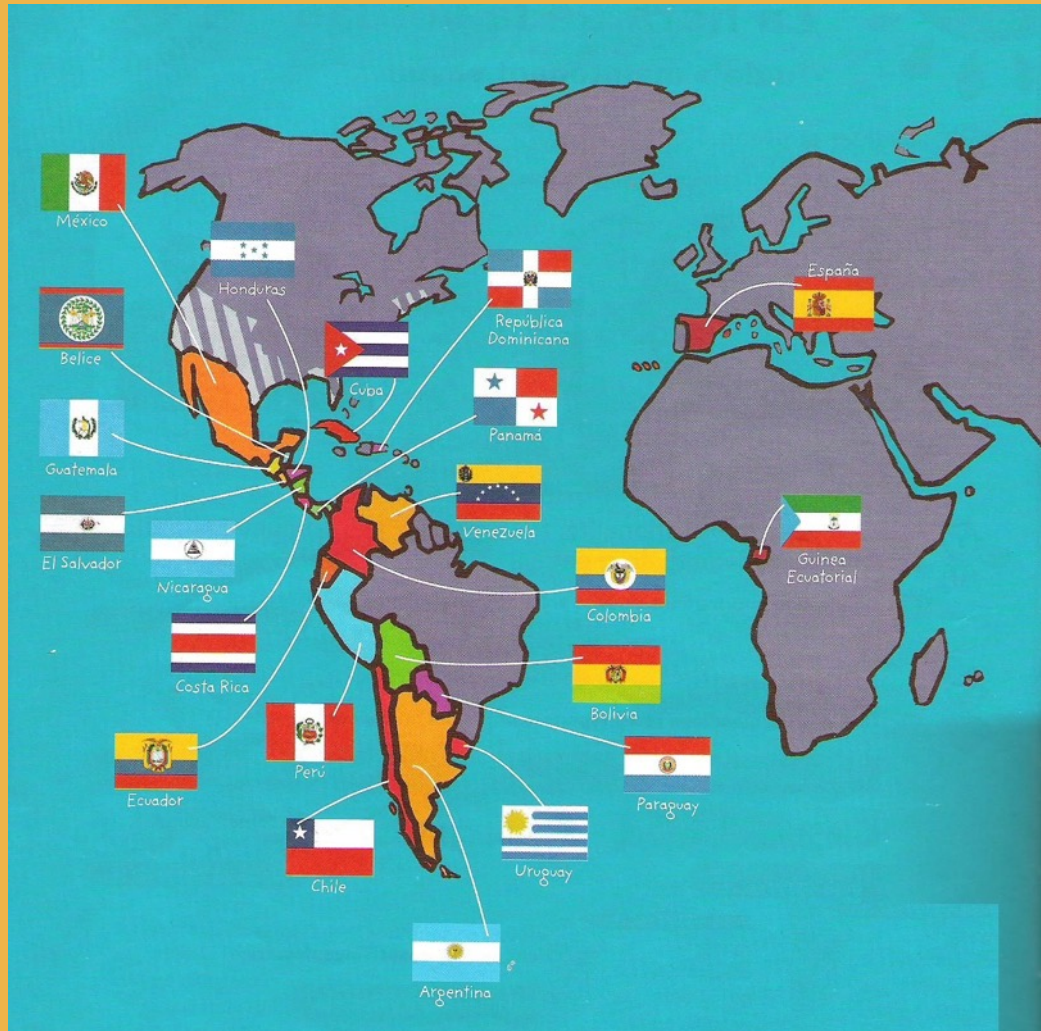 México
Honduras
España
República
Dominicana
Belice
Cuba
Panamá
Guatemala
Venezuela
El Salvador
Nicaragua
Guinea
Ecuatorial
Colombia
Costa Rica
Bolivia
Perú
Ecuador
Paraguay
Uruguay
Chile
Argentina